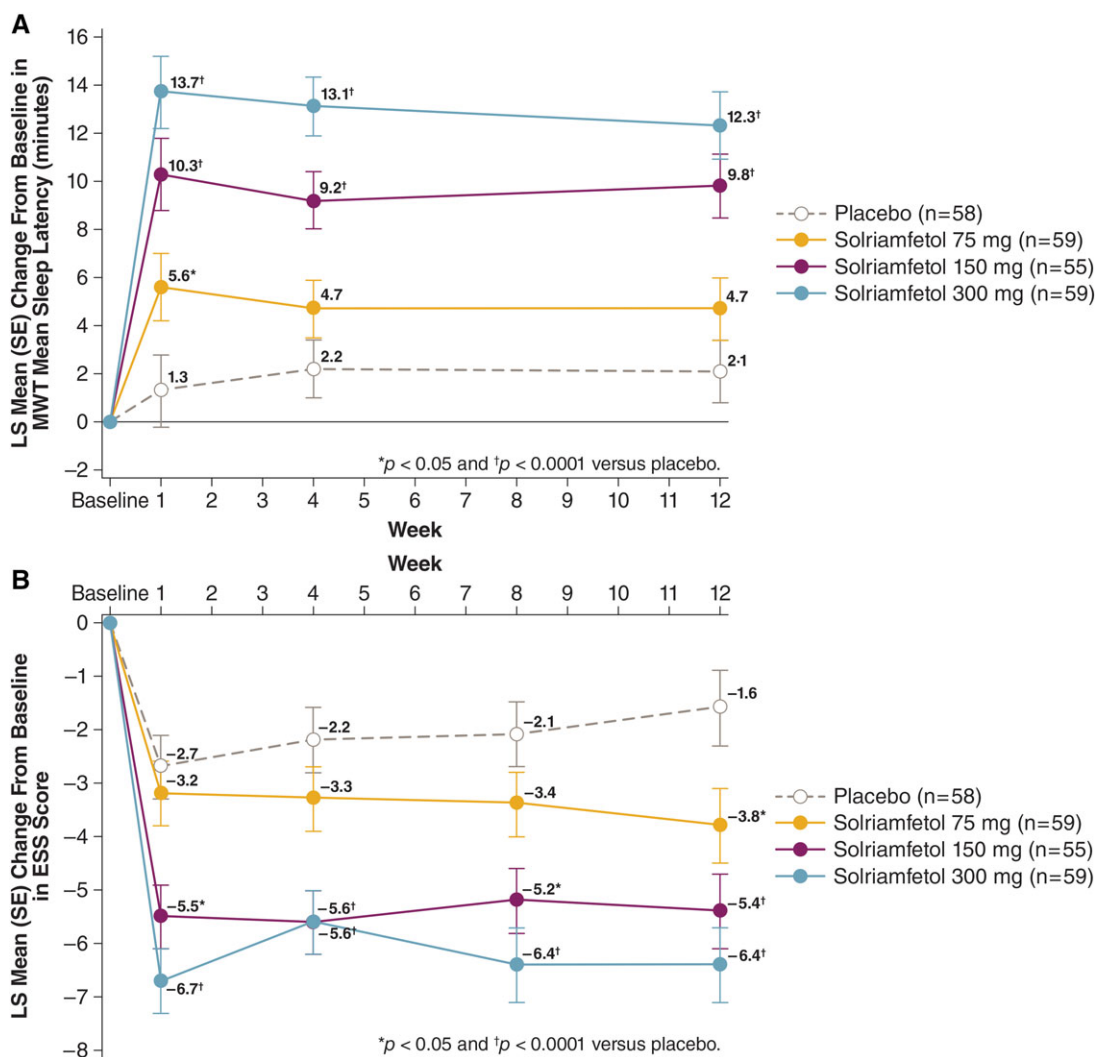 A
LS Mean (SE) Change From Baseline in
MWT Mean Sleep Latency (minutes)
16
14
12
10
8
6
4
2
0
−2
13.7†
13.1†
12.3†
10.3†
9.2†
9.8†
5.6*
4.7
4.7
1.3
2.2
2·1
*p < 0.05 and †p < 0.0001 versus placebo.
Baseline 1 2 3 4 5 6 7 8 9 10 11 12
Week
Placebo (n=58)
Solriamfetol 75 mg (n=59)
Solriamfetol 150 mg (n=55)
Solriamfetol 300 mg (n=59)
B
Week
Baseline 1 2 3 4 5 6 7 8 9 10 11 12
LS Mean (SE) Change From Baseline
in ESS Score
0
−1
−2
−3
−4
−5
−6
−7
−8
−2.7
−2.2
−2.1
−1.6
−3.2
−3.3
−3.4
−3.8*
−5.5*
−5.6†
−5.2*
−5.4†
−6.7†
−5.6†
−6.4†
−6.4†
*p < 0.05 and †p < 0.0001 versus placebo.
Placebo (n=58)
Solriamfetol 75 mg (n=59)
Solriamfetol 150 mg (n=55)
Solriamfetol 300 mg (n=59)